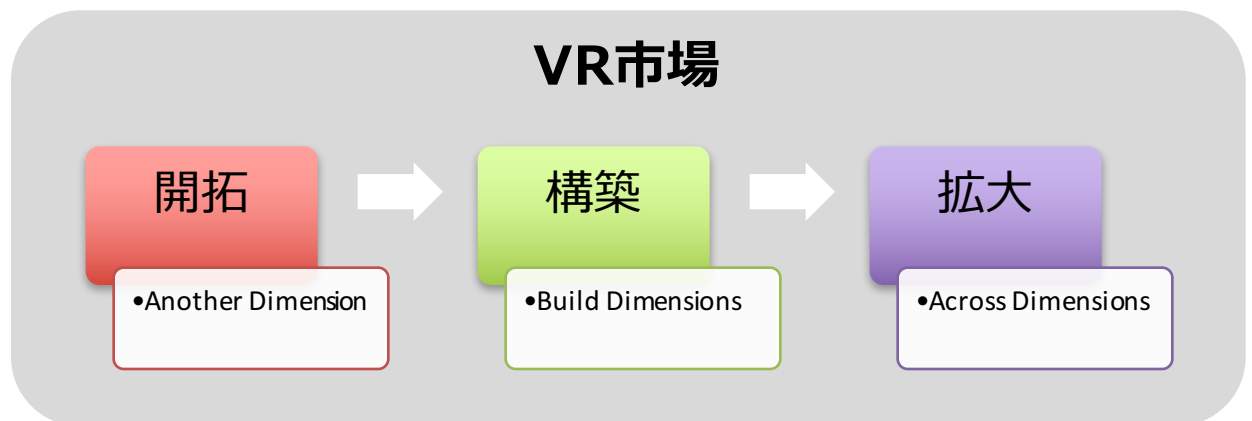 VR市場
開拓
•Another Dimension
構築
•Build Dimensions
拡大
•Across Dimensions